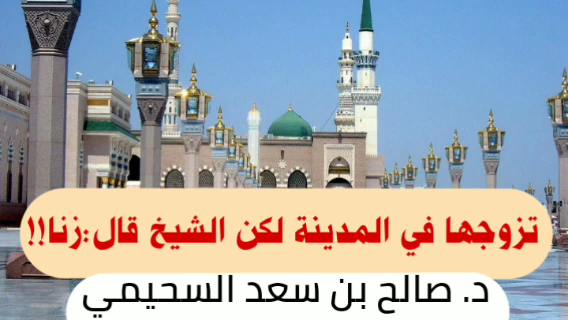 تزوجها في المدينة لكن الشيخ قال:زنا!!
د. صالح بن سعد السحيمي